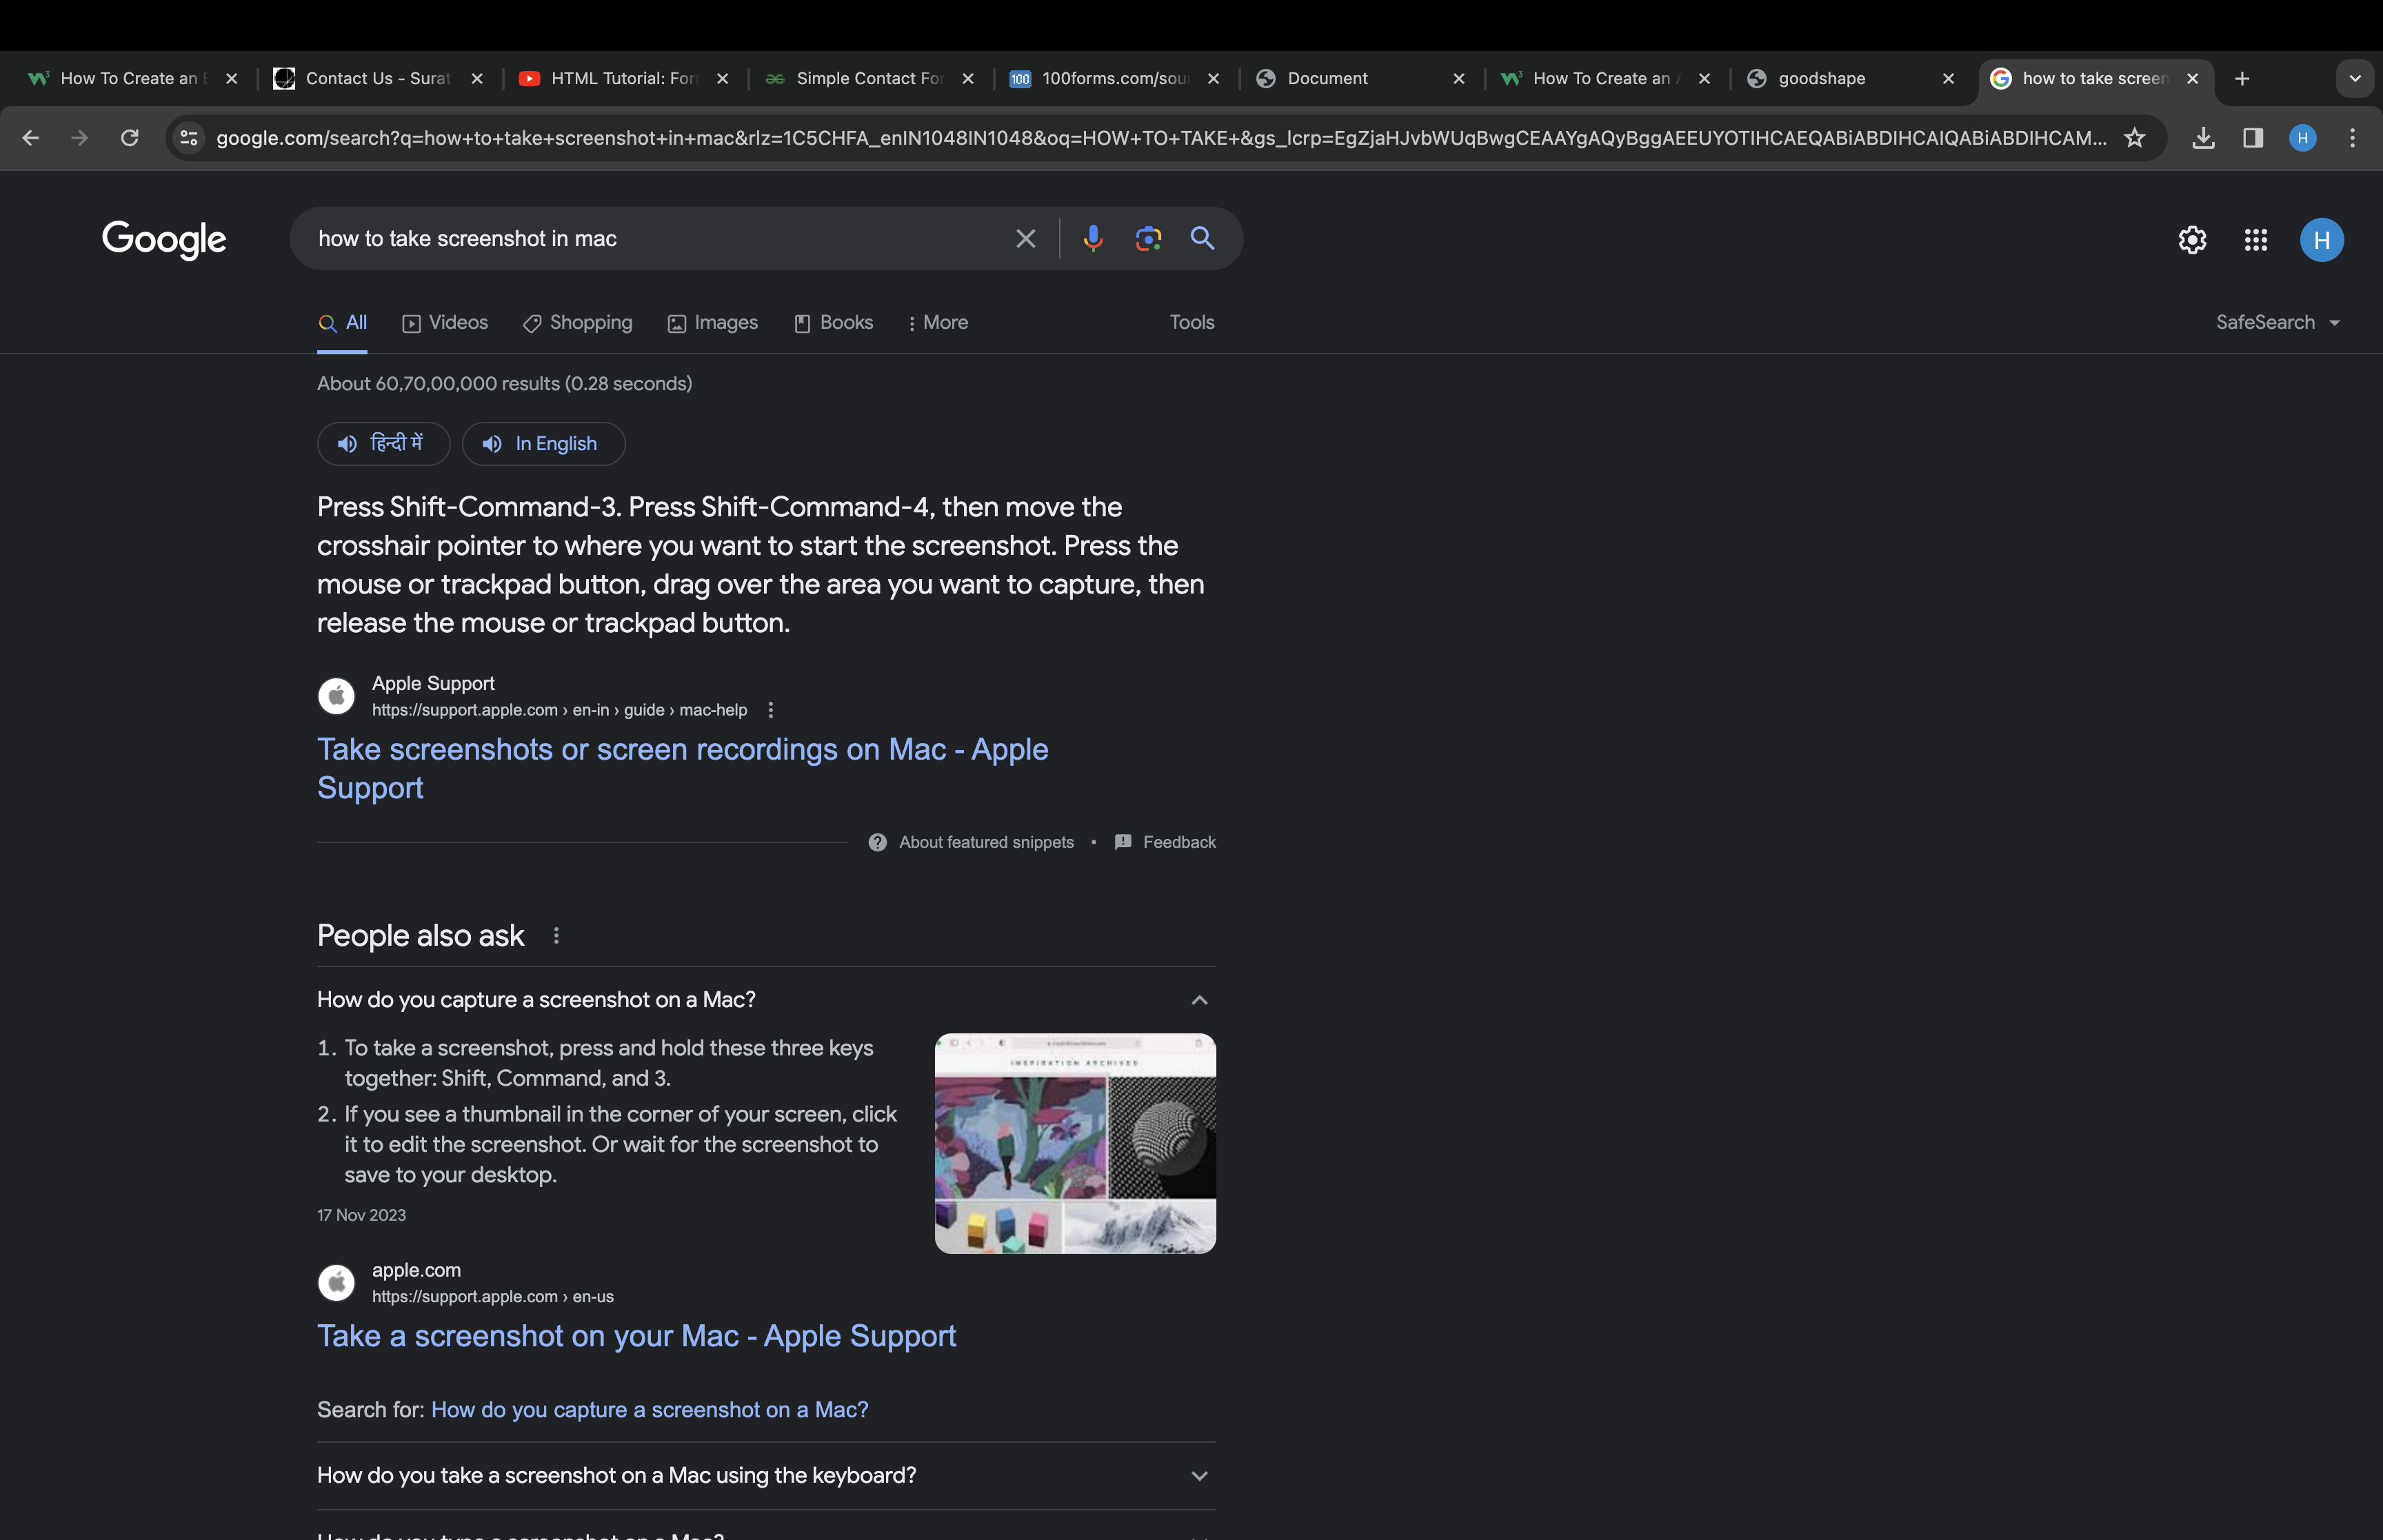 How To Create an
Contact Us - Surat
HTML Tutorial: For
Simple Contact For
100
100forms.com/sou
Document
How To Create an
goodshape
how to take screen
google.com/search?q=how+to+take+screenshot+in+mac&rlz=1C5CHFA_enIN1048IN1048&oq=HOW+TO+TAKE+&gs_lcrp=EgZjaHJvbWUqBwgCEAAYgAQyBggAEEUYOTIHCAEQABiABDIHCAIQABiABDIHCAM...
H
Google
how to take screenshot in mac
H
All
Videos
Shopping
Images
Books
More
Tools
SafeSearch
About 60,70,00,000 results (0.28 seconds)
हिन्दी में
In English
Press Shift-Command-3. Press Shift-Command-4, then move the
crosshair pointer to where you want to start the screenshot. Press the
mouse or trackpad button, drag over the area you want to capture, then
release the mouse or trackpad button.
Apple Support
https://support.apple.com › en-in › guide › mac-help
Take screenshots or screen recordings on Mac - Apple
Support
About featured snippets • Feedback
People also ask
How do you capture a screenshot on a Mac?
1. To take a screenshot, press and hold these three keys
together: Shift, Command, and 3.
2. If you see a thumbnail in the corner of your screen, click
it to edit the screenshot. Or wait for the screenshot to
save to your desktop.
INSPIRATION ARCHIVES
17 Nov 2023
apple.com
https://support.apple.com › en-us
Take a screenshot on your Mac - Apple Support
Search for: How do you capture a screenshot on a Mac?
How do you take a screenshot on a Mac using the keyboard?
How do you type a screenshot on a Mac?